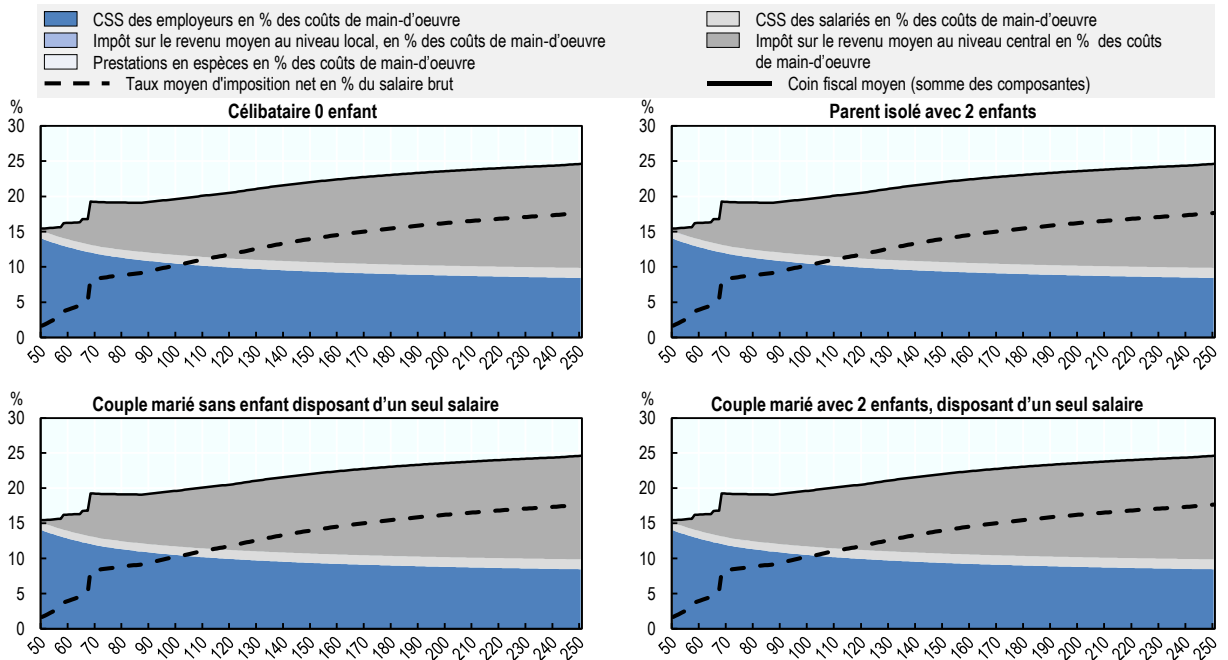 CSS des employeurs en % des coûts de main-d'oeuvre
CSS des salariés en % des coûts de main-d'oeuvre
Impôt sur le revenu moyen au niveau local, en % des coûts de main-d'oeuvre
Impôt sur le revenu moyen au niveau central en % des coûts
de main-d'oeuvre
Prestations en espèces en % des coûts de main-d'oeuvre
Taux moyen d'imposition net en % du salaire brut
Coin fiscal moyen (somme des composantes)
%
Célibataire 0 enfant
30
25
20
15
10
5
0
50 60 70 80 90 100 110 120 130 140 150 160 170 180 190 200 210 220 230 240 250
%
Parent isolé avec 2 enfants
30
25
20
15
10
5
0
50 60 70 80 90 100 110 120 130 140 150 160 170 180 190 200 210 220 230 240 250
%
Couple marié sans enfant disposant d’un seul salaire
30
25
20
15
10
5
0
50 60 70 80 90 100 110 120 130 140 150 160 170 180 190 200 210 220 230 240 250
%
Couple marié avec 2 enfants, disposant d’un seul salaire
30
25
20
15
10
5
0
50 60 70 80 90 100 110 120 130 140 150 160 170 180 190 200 210 220 230 240 250